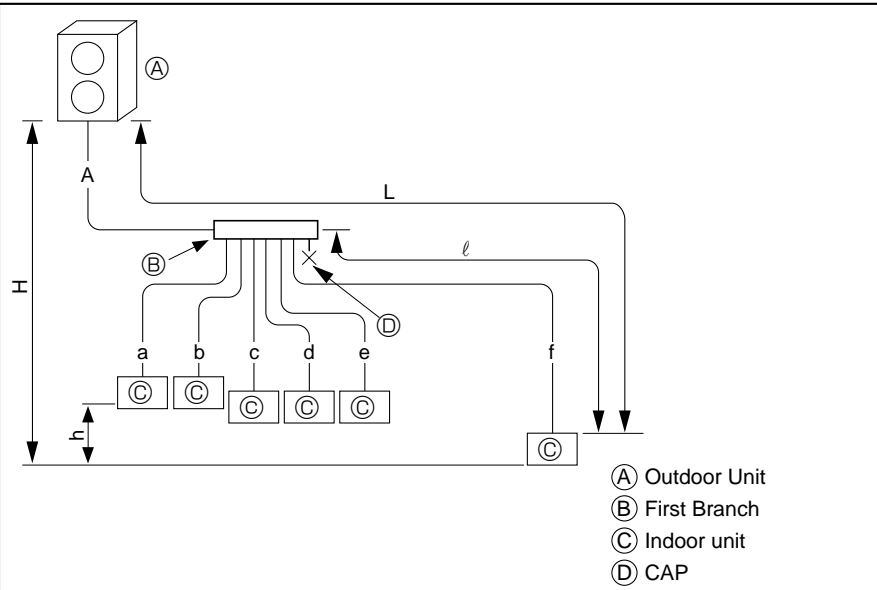 Ⓐ
A
L
Ⓑ
ℓ
H
Ⓓ
a b c d e f
Ⓒ Ⓒ Ⓒ Ⓒ Ⓒ
h
Ⓒ
Ⓐ Outdoor Unit
Ⓑ First Branch
Ⓒ Indoor unit
Ⓓ CAP